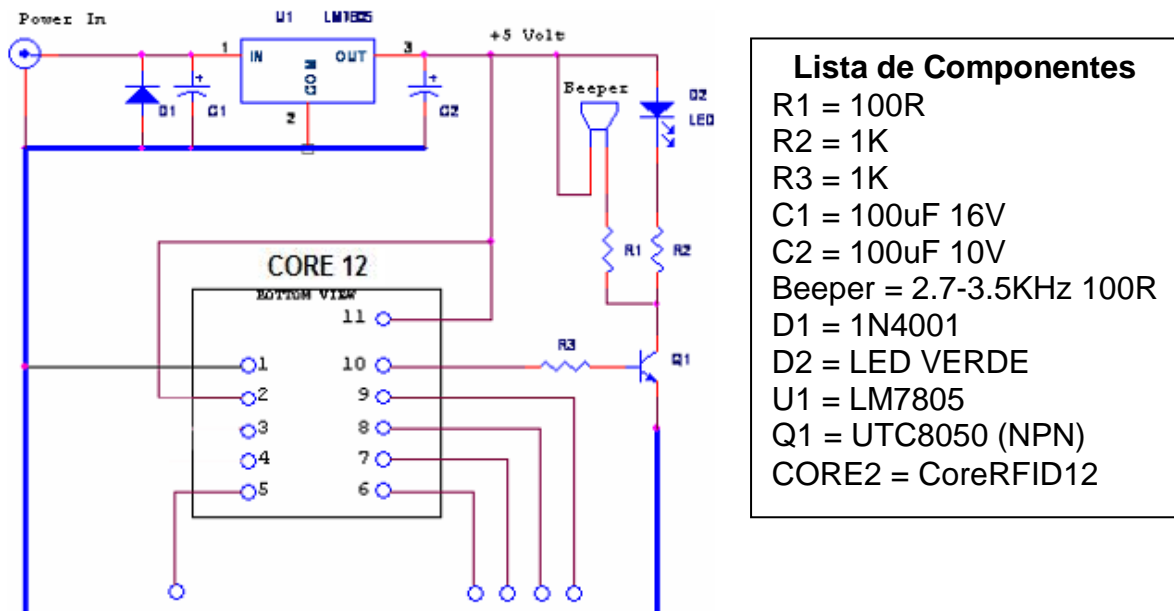 Power In
U1 LM7805
1 IN OUT 3
COM
2
+5 Volt
D1 C1 C2
Beeper
D2
LED
R1 R2
CORE 12
BOTTOM VIEW
11
1 10 R3 Q1
2 9
3 8
4 7
5 6
Lista de Componentes
R1 = 100R
R2 = 1K
R3 = 1K
C1 = 100uF 16V
C2 = 100uF 10V
Beeper = 2.7-3.5KHz 100R
D1 = 1N4001
D2 = LED VERDE
U1 = LM7805
Q1 = UTC8050 (NPN)
CORE2 = CoreRFID12